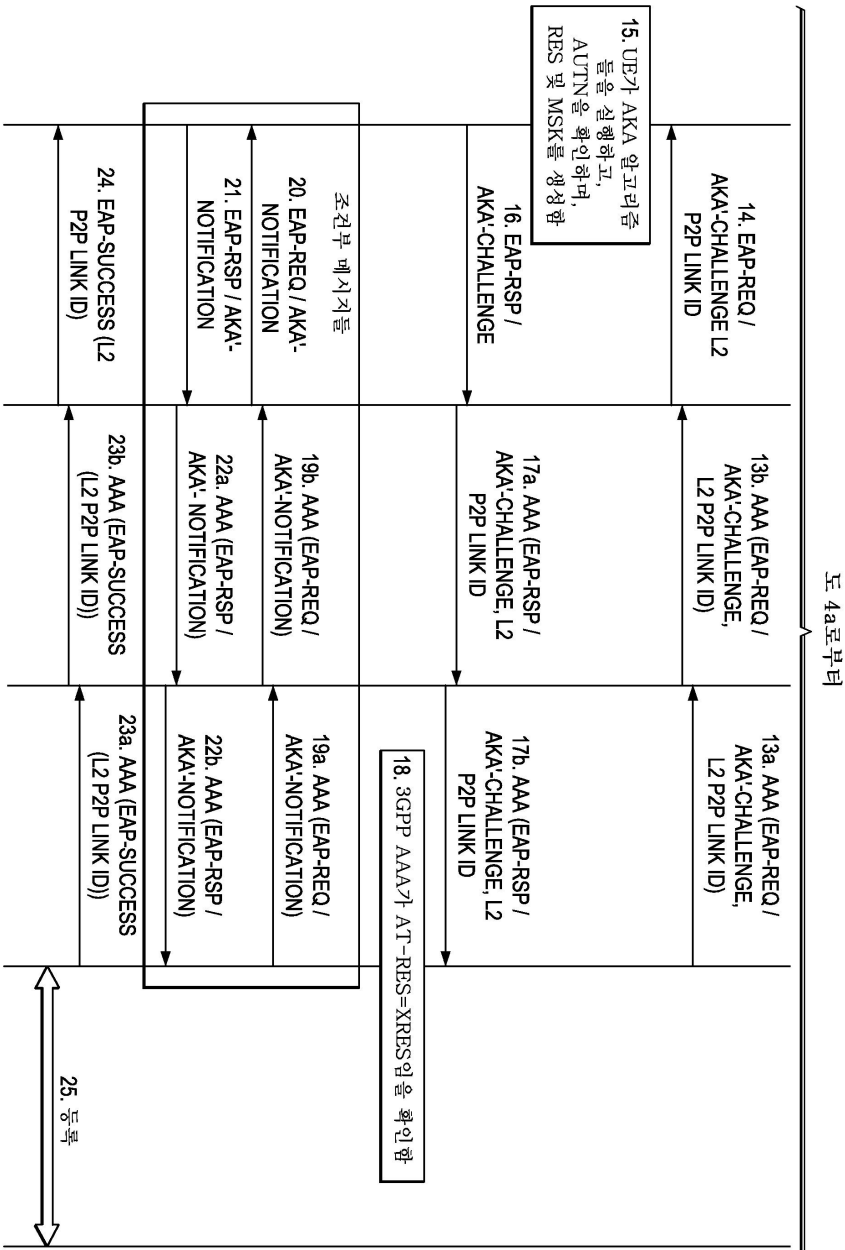 도 4a로부터
13a. AAA (EAP-REQ /
AKA'-CHALLENGE,
L2 P2P LINK ID)
13b. AAA (EAP-REQ /
AKA'-CHALLENGE,
L2 P2P LINK ID)
14. EAP-REQ /
AKA'-CHALLENGE L2
P2P LINK ID
15. UE가 AKA 알고리즘
들을 실행하고,
AUTN을 확인하며,
RES 및 MSK를 생성함
16. EAP-RSP /
AKA'-CHALLENGE
17a. AAA (EAP-RSP /
AKA'-CHALLENGE, L2
P2P LINK ID
17b. AAA (EAP-RSP /
AKA'-CHALLENGE, L2
P2P LINK ID
18. 3GPP AAA가 AT-RES=XRES임을 확인함
조건부 메시지들
19a. AAA (EAP-REQ /
AKA'-NOTIFICATION)
19b. AAA (EAP-REQ /
AKA'-NOTIFICATION)
20. EAP-REQ / AKA'-
NOTIFICATION
21. EAP-RSP / AKA'-
NOTIFICATION
22a. AAA (EAP-RSP /
AKA'- NOTIFICATION)
22b. AAA (EAP-RSP /
AKA'-NOTIFICATION)
23a. AAA (EAP-SUCCESS
(L2 P2P LINK ID))
23b. AAA (EAP-SUCCESS
(L2 P2P LINK ID))
24. EAP-SUCCESS (L2
P2P LINK ID)
25. 등록